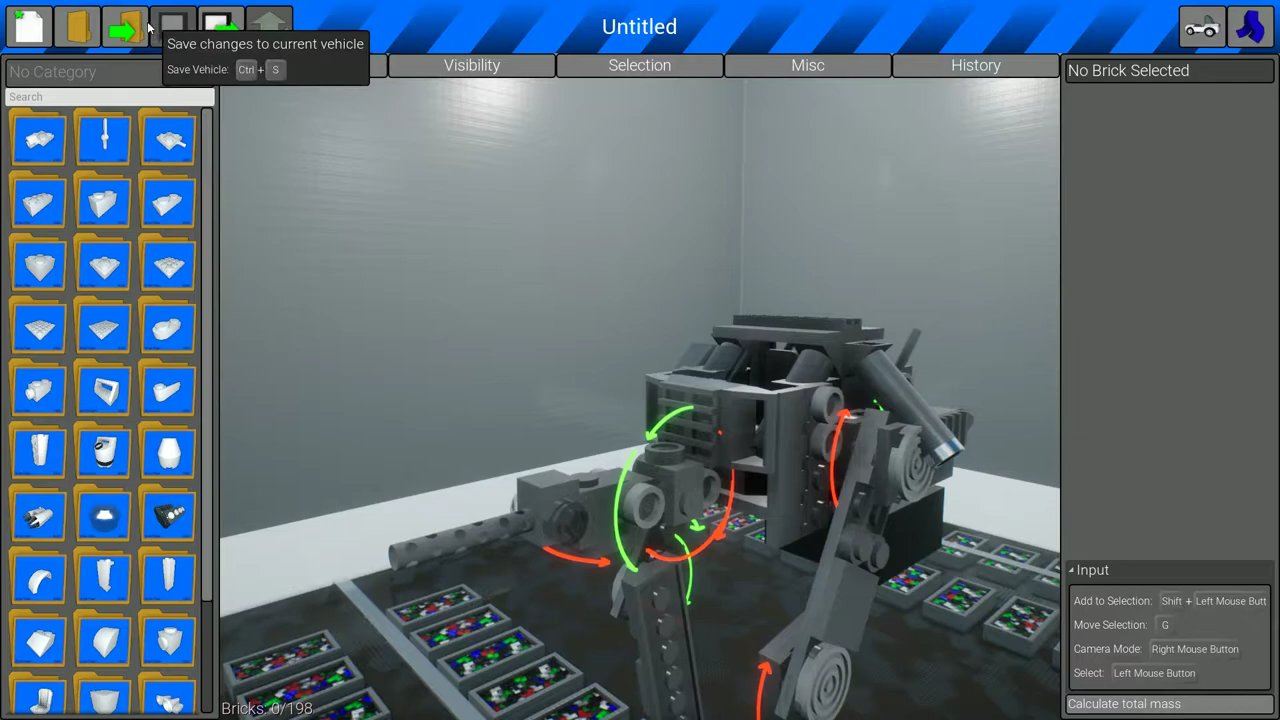 Untitled
Save changes to current vehicle
Save Vehicle: Ctrl + S
No Category
Search
Visibility
Selection
Misc
History
No Brick Selected
Input
Add to Selection: Shift + Left Mouse Butt
Move Selection: G
Camera Mode: Right Mouse Button
Select: Left Mouse Button
Calculate total mass
Bricks: 0/198